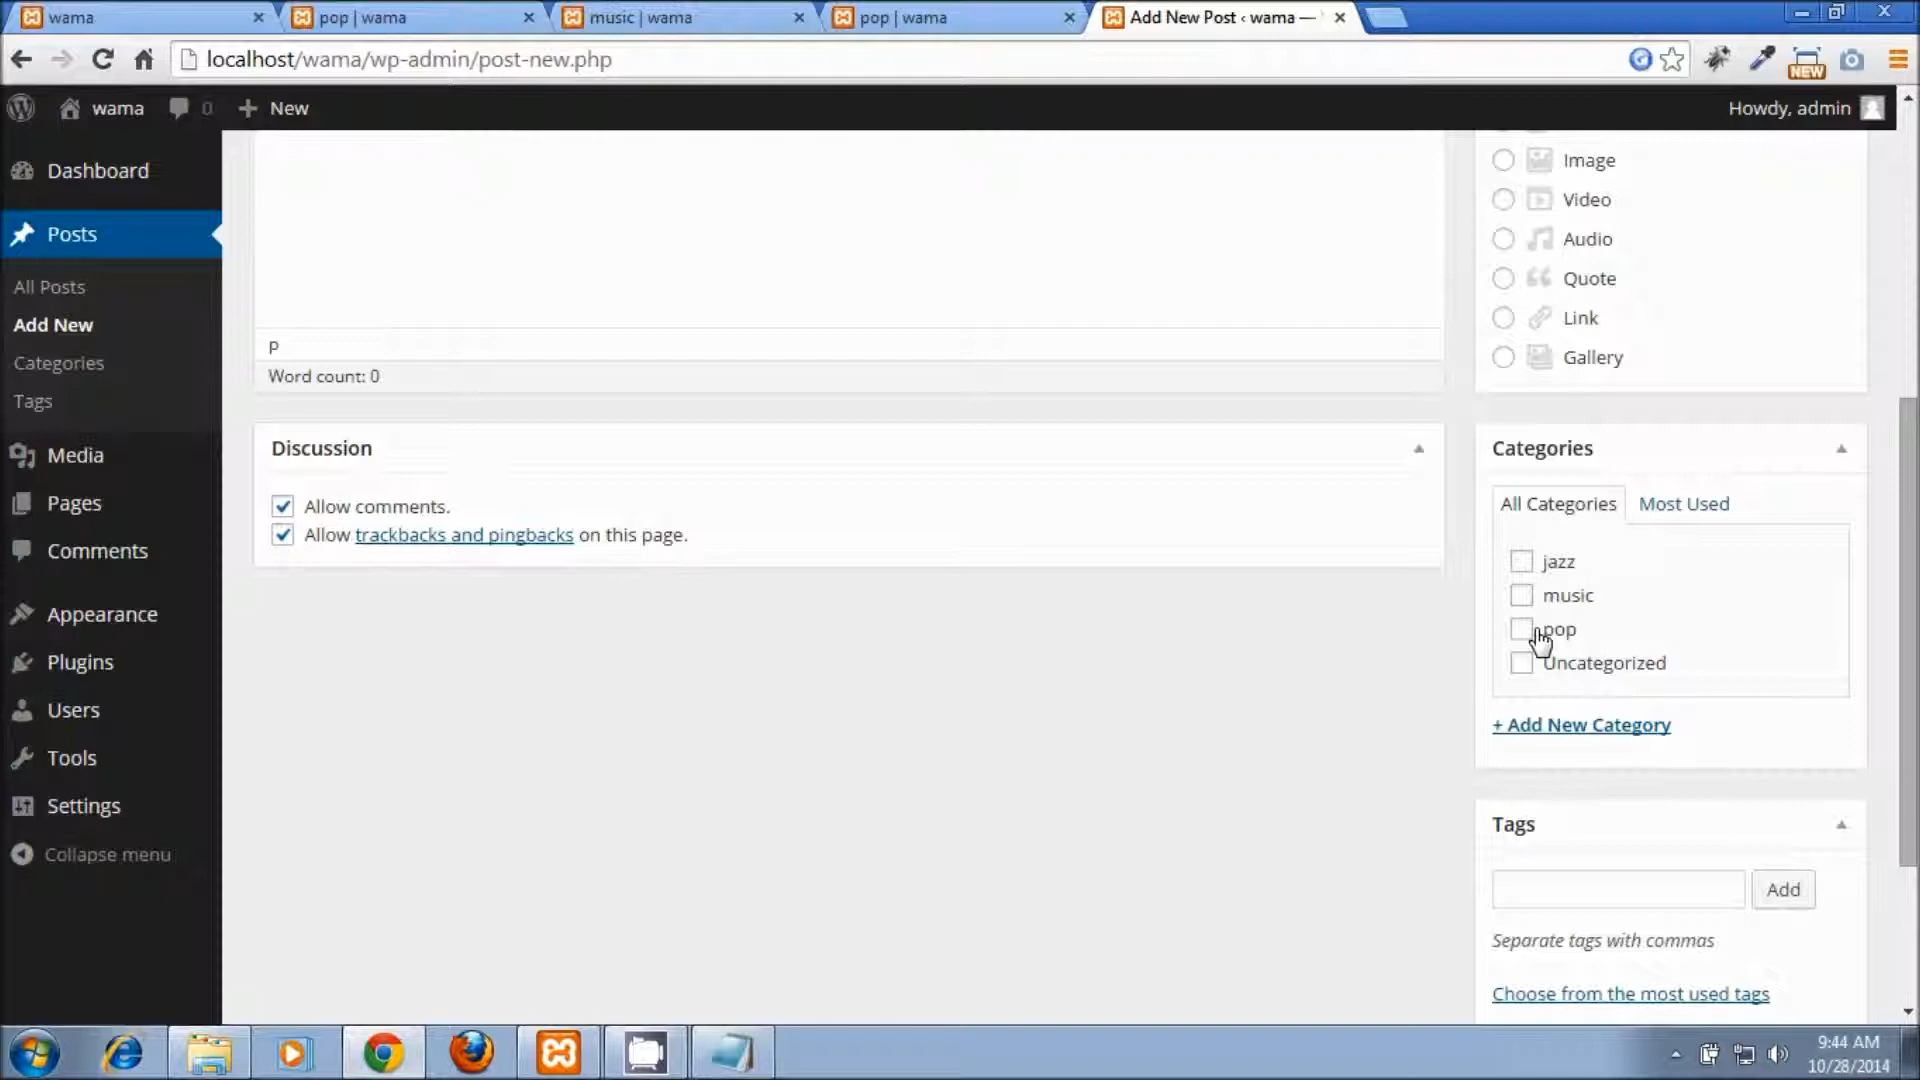 wama
pop | wama
music | wama
pop | wama
Add New Post ‹ wama —
localhost/wama/wp-admin/post-new.php
NEW
wama
0
New
Howdy, admin
Dashboard
Posts
All Posts
Add New
Categories
Tags
Media
Pages
Comments
Appearance
Plugins
Users
Tools
Settings
Collapse menu
P
Word count: 0
Discussion
Allow comments.
Allow trackbacks and pingbacks on this page.
Image
Video
Audio
Quote
Link
Gallery
Categories
All Categories
Most Used
jazz
music
pop
Uncategorized
+ Add New Category
Tags
Add
Separate tags with commas
Choose from the most used tags
9:44 AM
10/28/2014